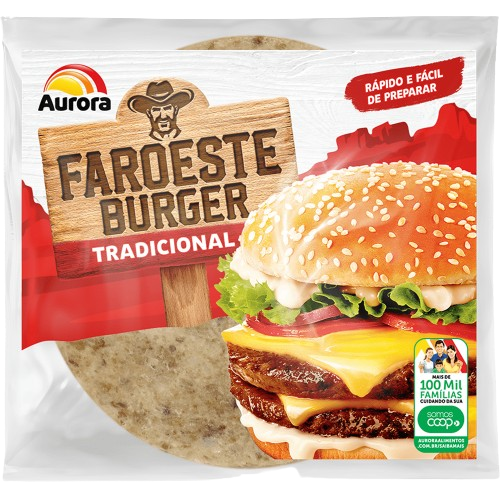 Aurora
RÁPIDO E FÁCIL
DE PREPARAR
FAROESTE
BURGER
TRADICIONAL
MAIS DE
100 MIL
FAMÍLIAS
CUIDANDO DA SUA
somos
coop
AURORAALIMENTOS
.COM.BR/SAIBAMAIS